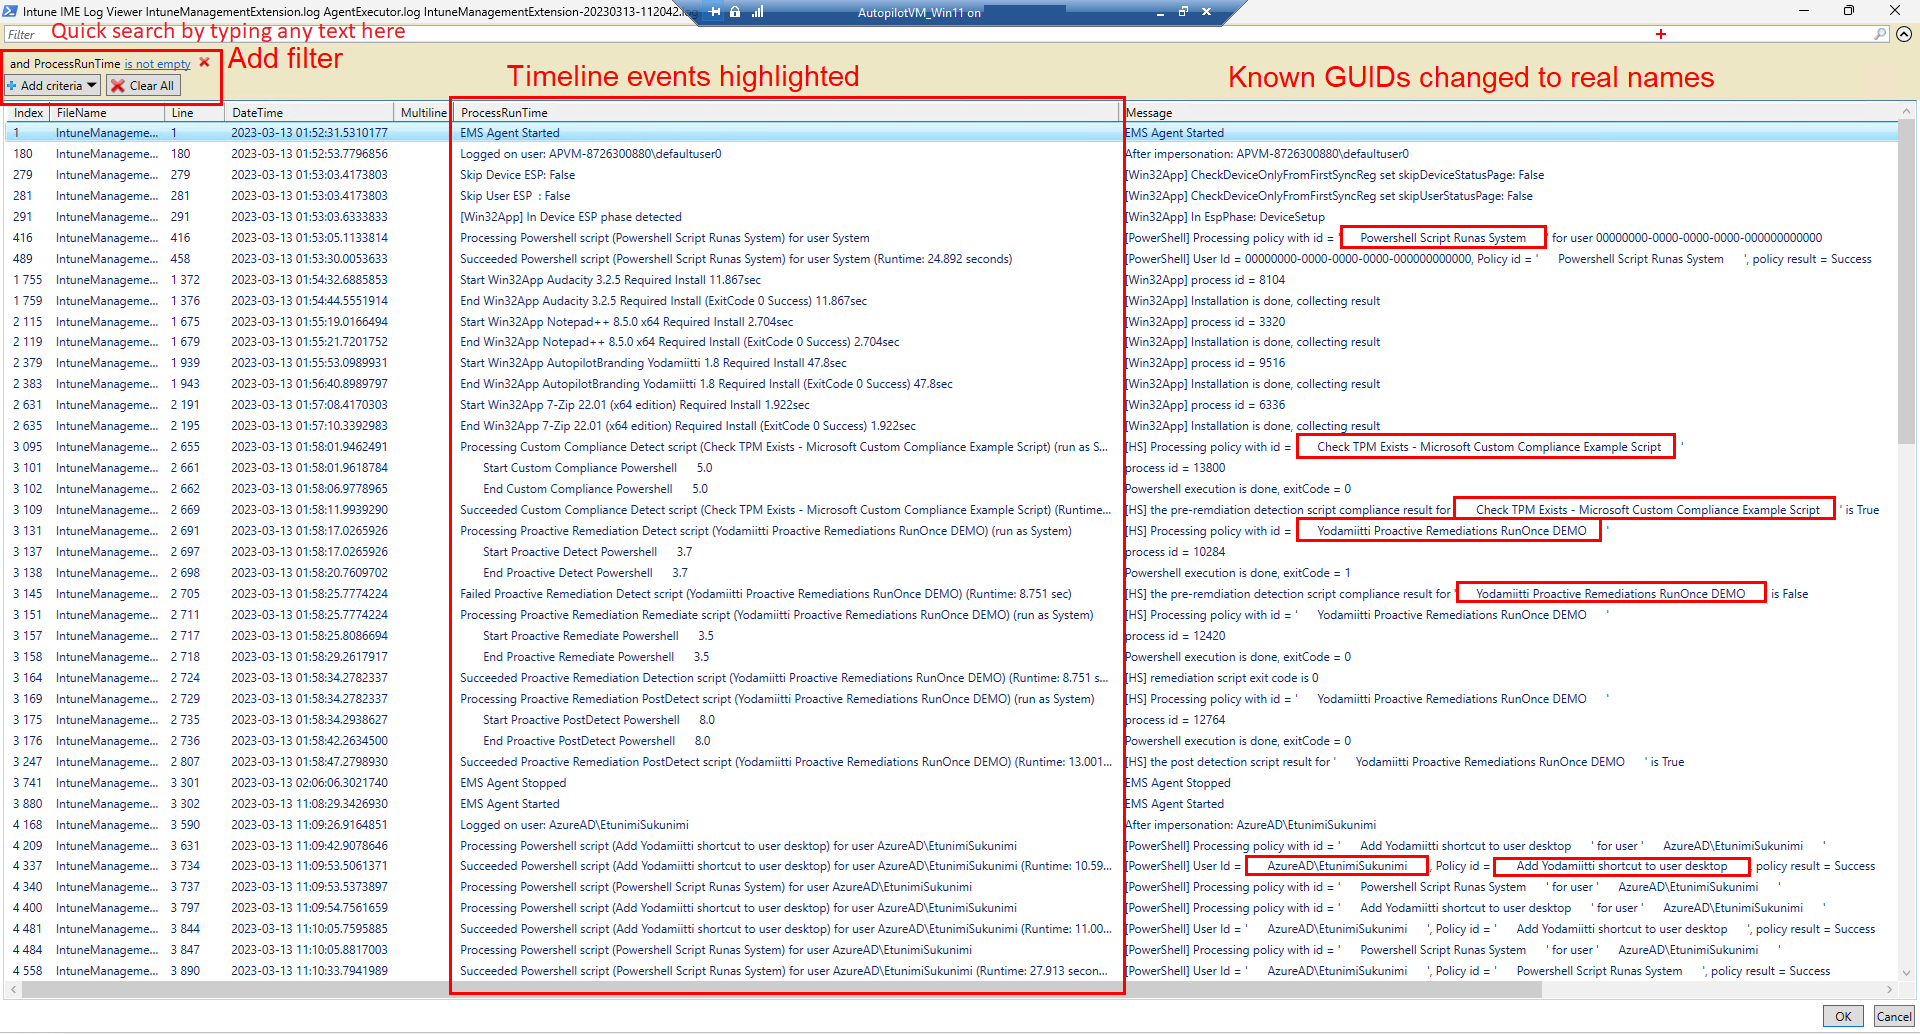 Intune IME Log Viewer IntuneManagementExtension.log AgentExecutor.log IntuneManagementExtension-20230313-112042.log
AutopilotVM_Win11 on
Filter Quick search by typing any text here
and ProcessRunTime is not empty
Add criteria Clear All
Add filter
Timeline events highlighted
Known GUIDs changed to real names
Index FileName Line DateTime Multiline ProcessRunTime Message
1 IntuneManageme... 1 2023-03-13 01:52:31.5310177 EMS Agent Started EMS Agent Started
180 IntuneManageme... 180 2023-03-13 01:52:53.7796856 Logged on user: APVM-8726300880\defaultuser0 After impersonation: APVM-8726300880\defaultuser0
279 IntuneManageme... 279 2023-03-13 01:53:03.4173803 Skip Device ESP: False [Win32App] CheckDeviceOnlyFromFirstSyncReg set skipDeviceStatusPage: False
281 IntuneManageme... 281 2023-03-13 01:53:03.4173803 Skip User ESP : False [Win32App] CheckDeviceOnlyFromFirstSyncReg set skipUserStatusPage: False
291 IntuneManageme... 291 2023-03-13 01:53:03.6333833 [Win32App] In Device ESP phase detected [Win32App] In EspPhase: DeviceSetup
416 IntuneManageme... 416 2023-03-13 01:53:05.1133814 Processing Powershell script (Powershell Script Runas System) for user System [PowerShell] Processing policy with id = ' Powershell Script Runas System ' for user 00000000-0000-0000-0000-000000000000
489 IntuneManageme... 458 2023-03-13 01:53:30.0053633 Succeeded Powershell script (Powershell Script Runas System) for user System (Runtime: 24.892 seconds) [PowerShell] User Id = 00000000-0000-0000-0000-000000000000, Policy id = ' Powershell Script Runas System ', policy result = Success
1 755 IntuneManageme... 1 372 2023-03-13 01:54:32.6885853 Start Win32App Audacity 3.2.5 Required Install 11.867sec [Win32App] process id = 8104
1 759 IntuneManageme... 1 376 2023-03-13 01:54:44.5551914 End Win32App Audacity 3.2.5 Required Install (ExitCode 0 Success) 11.867sec [Win32App] Installation is done, collecting result
2 115 IntuneManageme... 1 675 2023-03-13 01:55:19.0166494 Start Win32App Notepad++ 8.5.0 x64 Required Install 2.704sec [Win32App] process id = 3320
2 119 IntuneManageme... 1 679 2023-03-13 01:55:21.7201752 End Win32App Notepad++ 8.5.0 x64 Required Install (ExitCode 0 Success) 2.704sec [Win32App] Installation is done, collecting result
2 379 IntuneManageme... 1 939 2023-03-13 01:55:53.0989931 Start Win32App AutopilotBranding Yodamiitti 1.8 Required Install 47.8sec [Win32App] process id = 9516
2 383 IntuneManageme... 1 943 2023-03-13 01:56:40.8989797 End Win32App AutopilotBranding Yodamiitti 1.8 Required Install (ExitCode 0 Success) 47.8sec [Win32App] Installation is done, collecting result
2 631 IntuneManageme... 2 191 2023-03-13 01:57:08.4170303 Start Win32App 7-Zip 22.01 (x64 edition) Required Install 1.922sec [Win32App] process id = 6336
2 635 IntuneManageme... 2 195 2023-03-13 01:57:10.3392983 End Win32App 7-Zip 22.01 (x64 edition) Required Install (ExitCode 0 Success) 1.922sec [Win32App] Installation is done, collecting result
3 095 IntuneManageme... 2 655 2023-03-13 01:58:01.9462491 Processing Custom Compliance Detect script (Check TPM Exists - Microsoft Custom Compliance Example Script) (run as S... [HS] Processing policy with id = Check TPM Exists - Microsoft Custom Compliance Example Script '
3 101 IntuneManageme... 2 661 2023-03-13 01:58:01.9618784 Start Custom Compliance Powershell 5.0 process id = 13800
3 102 IntuneManageme... 2 662 2023-03-13 01:58:06.9778965 End Custom Compliance Powershell 5.0 Powershell execution is done, exitCode = 0
3 109 IntuneManageme... 2 669 2023-03-13 01:58:11.9939290 Succeeded Custom Compliance Detect script (Check TPM Exists - Microsoft Custom Compliance Example Script) (Runtime... [HS] the pre-remdiation detection script compliance result for Check TPM Exists - Microsoft Custom Compliance Example Script ' is True
3 131 IntuneManageme... 2 691 2023-03-13 01:58:17.0265926 Processing Proactive Remediation Detect script (Yodamiitti Proactive Remediations RunOnce DEMO) (run as System) [HS] Processing policy with id = Yodamiitti Proactive Remediations RunOnce DEMO '
3 137 IntuneManageme... 2 697 2023-03-13 01:58:17.0265926 Start Proactive Detect Powershell 3.7 process id = 10284
3 138 IntuneManageme... 2 698 2023-03-13 01:58:20.7609702 End Proactive Detect Powershell 3.7 Powershell execution is done, exitCode = 1
3 145 IntuneManageme... 2 705 2023-03-13 01:58:25.7774224 Failed Proactive Remediation Detect script (Yodamiitti Proactive Remediations RunOnce DEMO) (Runtime: 8.751 sec) [HS] the pre-remdiation detection script compliance result for ' Yodamiitti Proactive Remediations RunOnce DEMO is False
3 151 IntuneManageme... 2 711 2023-03-13 01:58:25.7774224 Processing Proactive Remediation Remediate script (Yodamiitti Proactive Remediations RunOnce DEMO) (run as System) [HS] Processing policy with id = ' Yodamiitti Proactive Remediations RunOnce DEMO '
3 157 IntuneManageme... 2 717 2023-03-13 01:58:25.8086694 Start Proactive Remediate Powershell 3.5 process id = 12420
3 158 IntuneManageme... 2 718 2023-03-13 01:58:29.2617917 End Proactive Remediate Powershell 3.5 Powershell execution is done, exitCode = 0
3 164 IntuneManageme... 2 724 2023-03-13 01:58:34.2782337 Succeeded Proactive Remediation Detection script (Yodamiitti Proactive Remediations RunOnce DEMO) (Runtime: 8.751 s... [HS] remediation script exit code is 0
3 169 IntuneManageme... 2 729 2023-03-13 01:58:34.2782337 Processing Proactive Remediation PostDetect script (Yodamiitti Proactive Remediations RunOnce DEMO) (run as System) [HS] Processing policy with id = ' Yodamiitti Proactive Remediations RunOnce DEMO '
3 175 IntuneManageme... 2 735 2023-03-13 01:58:34.2938627 Start Proactive PostDetect Powershell 8.0 process id = 12764
3 176 IntuneManageme... 2 736 2023-03-13 01:58:42.2634500 End Proactive PostDetect Powershell 8.0 Powershell execution is done, exitCode = 0
3 247 IntuneManageme... 2 807 2023-03-13 01:58:47.2798930 Succeeded Proactive Remediation PostDetect script (Yodamiitti Proactive Remediations RunOnce DEMO) (Runtime: 13.001... [HS] the post detection script result for ' Yodamiitti Proactive Remediations RunOnce DEMO ' is True
3 741 IntuneManageme... 3 301 2023-03-13 02:06:06.3021740 EMS Agent Stopped EMS Agent Stopped
3 880 IntuneManageme... 3 302 2023-03-13 11:08:29.3426930 EMS Agent Started EMS Agent Started
4 168 IntuneManageme... 3 590 2023-03-13 11:09:26.9164851 Logged on user: AzureAD\EtunimiSukunimi After impersonation: AzureAD\EtunimiSukunimi
4 209 IntuneManageme... 3 631 2023-03-13 11:09:42.9078646 Processing Powershell script (Add Yodamiitti shortcut to user desktop) for user AzureAD\EtunimiSukunimi [PowerShell] Processing policy with id = ' Add Yodamiitti shortcut to user desktop ' for user ' AzureAD\EtunimiSukunimi '
4 337 IntuneManageme... 3 734 2023-03-13 11:09:53.5061371 Succeeded Powershell script (Add Yodamiitti shortcut to user desktop) for user AzureAD\EtunimiSukunimi (Runtime: 10.59... [PowerShell] User Id = AzureAD\EtunimiSukunimi , Policy id = Add Yodamiitti shortcut to user desktop , policy result = Success
4 340 IntuneManageme... 3 737 2023-03-13 11:09:53.5373897 Processing Powershell script (Powershell Script Runas System) for user AzureAD\EtunimiSukunimi [PowerShell] Processing policy with id = ' Powershell Script Runas System ' for user ' AzureAD\EtunimiSukunimi '
4 400 IntuneManageme... 3 797 2023-03-13 11:09:54.7561659 Processing Powershell script (Add Yodamiitti shortcut to user desktop) for user AzureAD\EtunimiSukunimi [PowerShell] Processing policy with id = ' Add Yodamiitti shortcut to user desktop ' for user ' AzureAD\EtunimiSukunimi '
4 481 IntuneManageme... 3 844 2023-03-13 11:10:05.7595885 Succeeded Powershell script (Add Yodamiitti shortcut to user desktop) for user AzureAD\EtunimiSukunimi (Runtime: 11.00... [PowerShell] User Id = ' AzureAD\EtunimiSukunimi ', Policy id = ' Add Yodamiitti shortcut to user desktop ', policy result = Success
4 484 IntuneManageme... 3 847 2023-03-13 11:10:05.8817003 Processing Powershell script (Powershell Script Runas System) for user AzureAD\EtunimiSukunimi [PowerShell] Processing policy with id = ' Powershell Script Runas System ' for user ' AzureAD\EtunimiSukunimi '
4 558 IntuneManageme... 3 890 2023-03-13 11:10:33.7941989 Succeeded Powershell script (Powershell Script Runas System) for user AzureAD\EtunimiSukunimi (Runtime: 27.913 secon... [PowerShell] User Id = ' AzureAD\EtunimiSukunimi ', Policy id = ' Powershell Script Runas System ', policy result = Success
OK Cancel